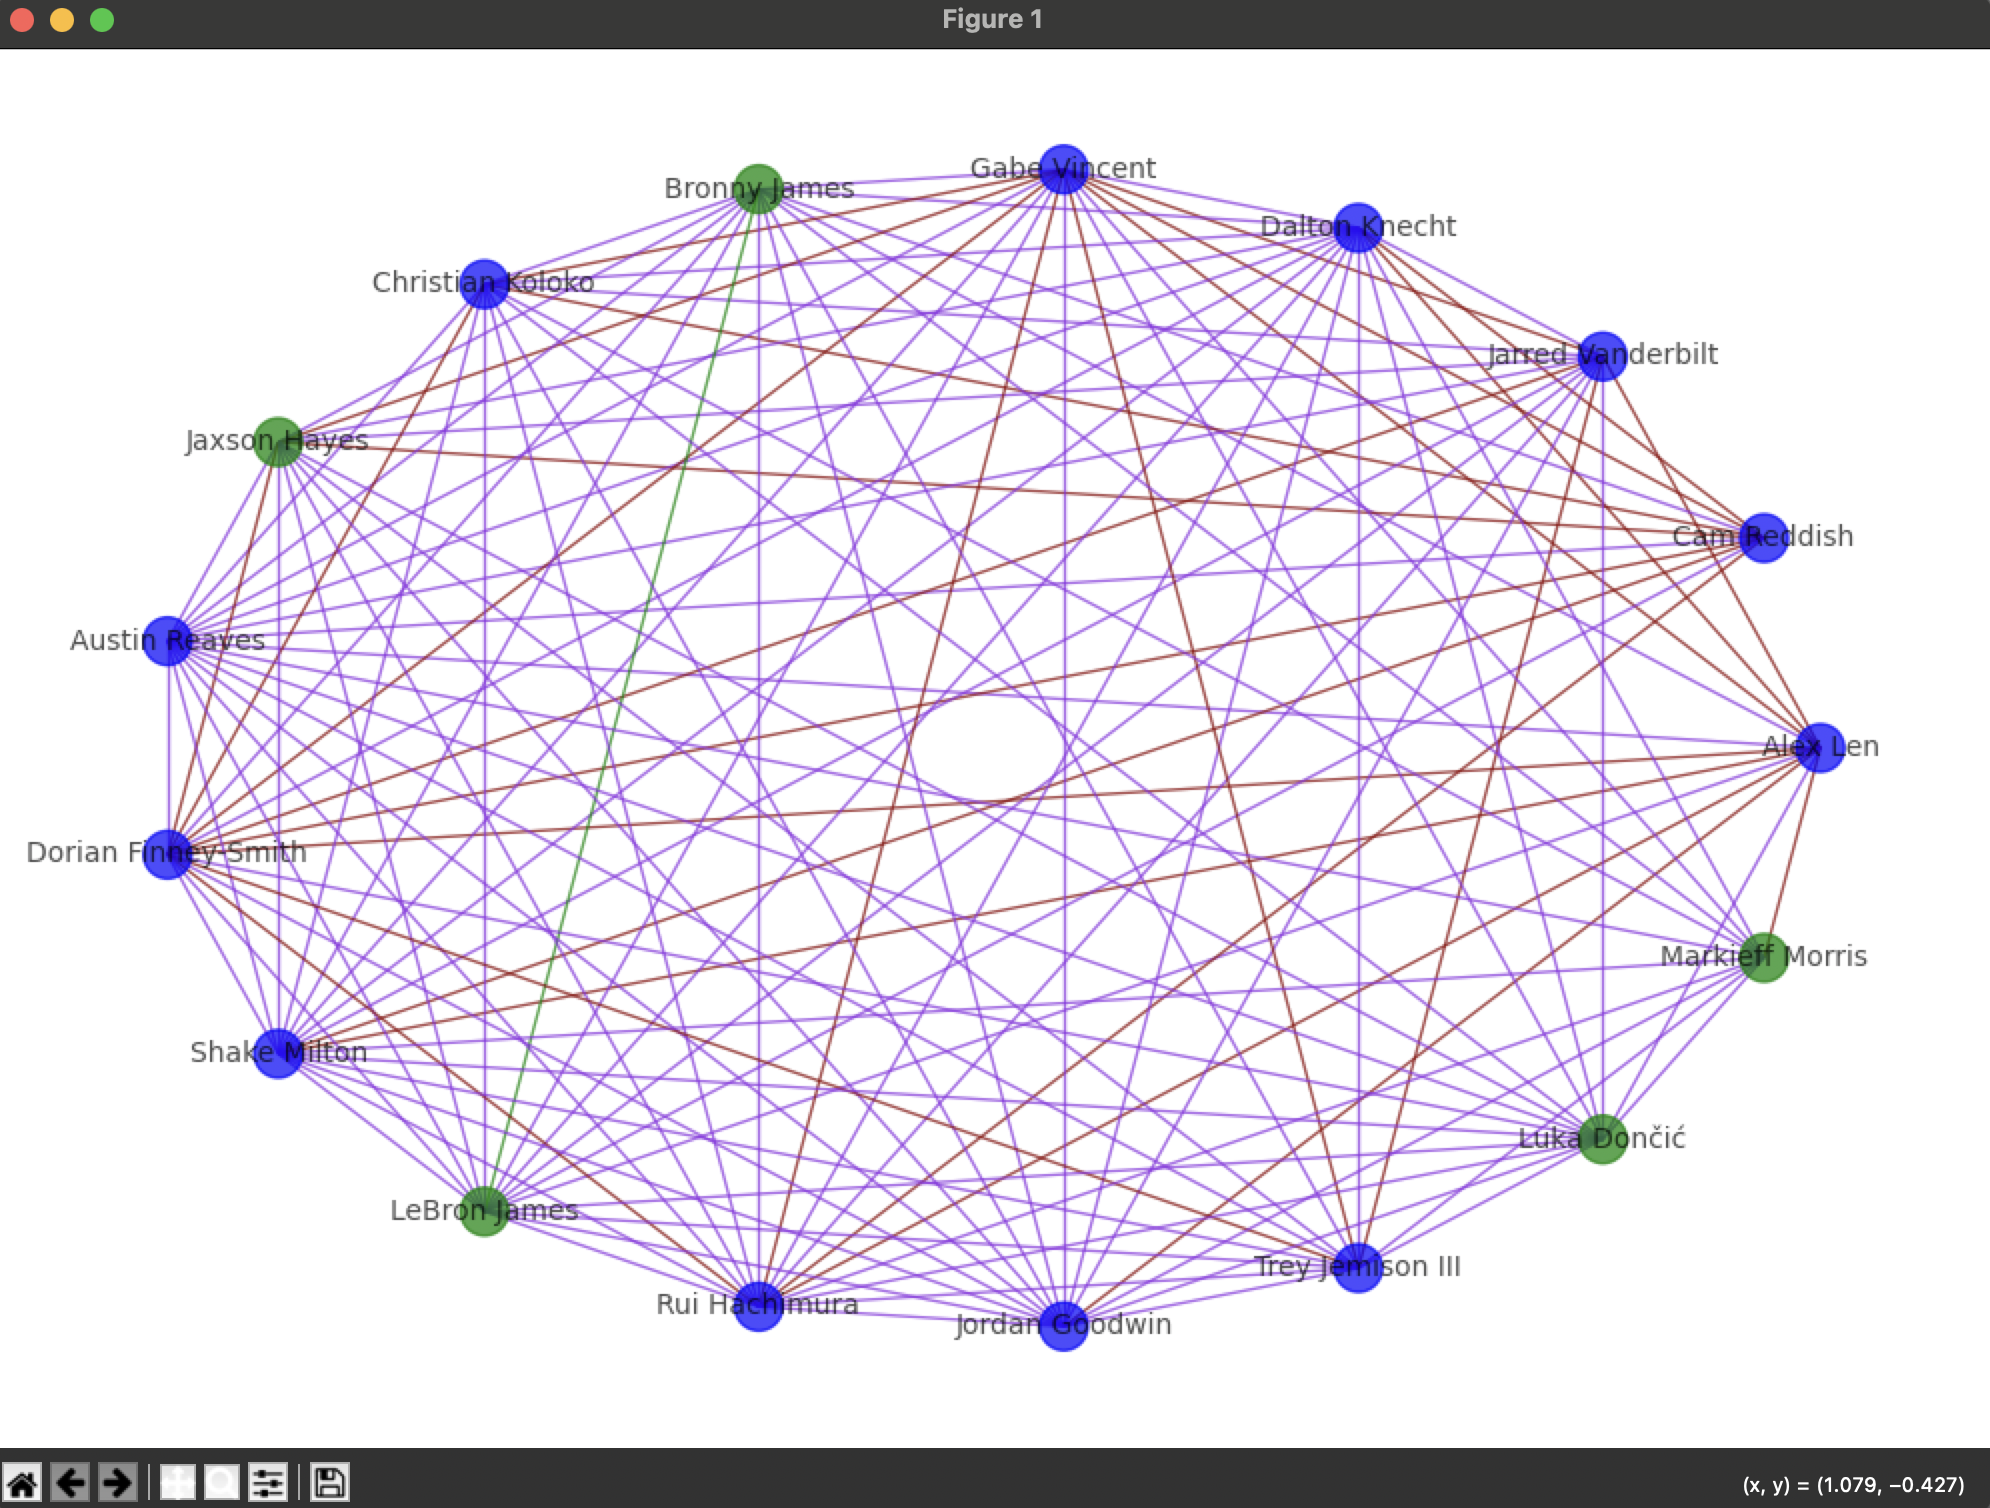 Figure 1
Gabe Vincent
Bronny James
Dalton Knecht
Christian Koloko
Jarred Vanderbilt
Jaxson Hayes
Cam Reddish
Austin Reaves
Alex Len
Dorian Finney-Smith
Markieff Morris
Shake Milton
Luka Dončić
LeBron James
Trey Jemison III
Rui Hachimura
Jordan Goodwin
(x, y) = (1.079, −0.427)